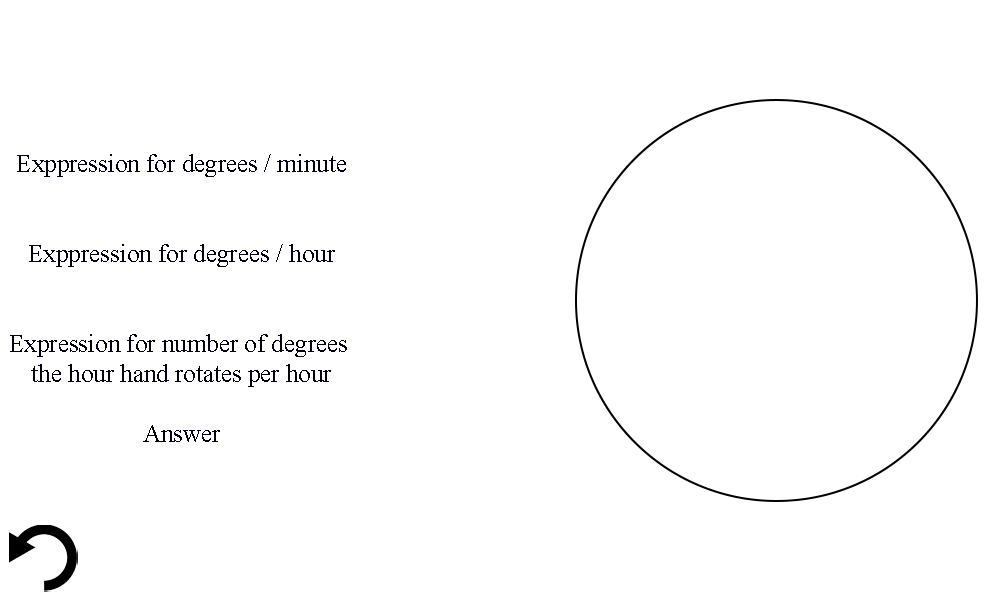 Exppression for degrees / minute
Exppression for degrees / hour
Expression for number of degrees
the hour hand rotates per hour
Answer